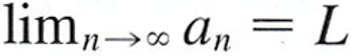 lim_{n→∞} a_n = L